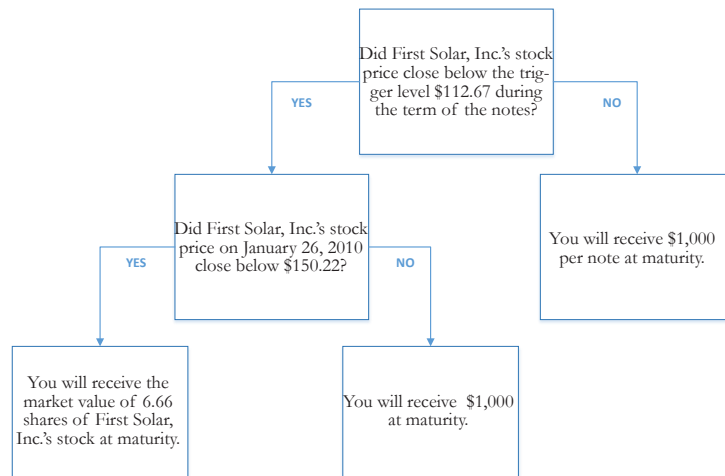 Did First Solar, Inc.'s stock
price close below the trig-
ger level $112.67 during
the term of the notes?
YES
NO
Did First Solar, Inc.'s stock
price on January 26, 2010
close below $150.22?
You will receive $1,000
per note at maturity.
YES
NO
You will receive the
market value of 6.66
shares of First Solar,
Inc.'s stock at maturity.
You will receive $1,000
at maturity.